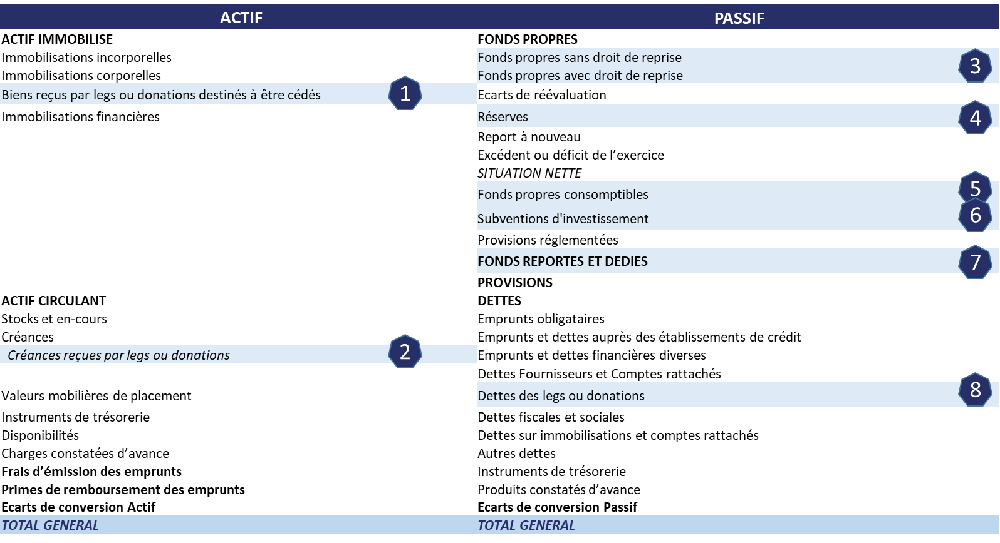 ACTIF
ACTIF IMMOBILISE
Immobilisations incorporelles
Immobilisations corporelles
Biens reçus par legs ou donations destinés à être cédés 1
Immobilisations financières
ACTIF CIRCULANT
Stocks et en-cours
Créances
Créances reçues par legs ou donations 2
Valeurs mobilières de placement
Instruments de trésorerie
Disponibilités
Charges constatées d’avance
Frais d’émission des emprunts
Primes de remboursement des emprunts
Ecarts de conversion Actif
TOTAL GENERAL
PASSIF
FONDS PROPRES
Fonds propres sans droit de reprise
3
Fonds propres avec droit de reprise
Ecarts de réévaluation
Réserves 4
Report à nouveau
Excédent ou déficit de l’exercice
SITUATION NETTE
Fonds propres consomptibles 5
Subventions d'investissement 6
Provisions réglementées
FONDS REPORTES ET DEDIES 7
PROVISIONS
DETTES
Emprunts obligataires
Emprunts et dettes auprès des établissements de crédit
Emprunts et dettes financières diverses
Dettes Fournisseurs et Comptes rattachés
Dettes des legs ou donations 8
Dettes fiscales et sociales
Dettes sur immobilisations et comptes rattachés
Autres dettes
Instruments de trésorerie
Produits constatés d’avance
Ecarts de conversion Passif
TOTAL GENERAL